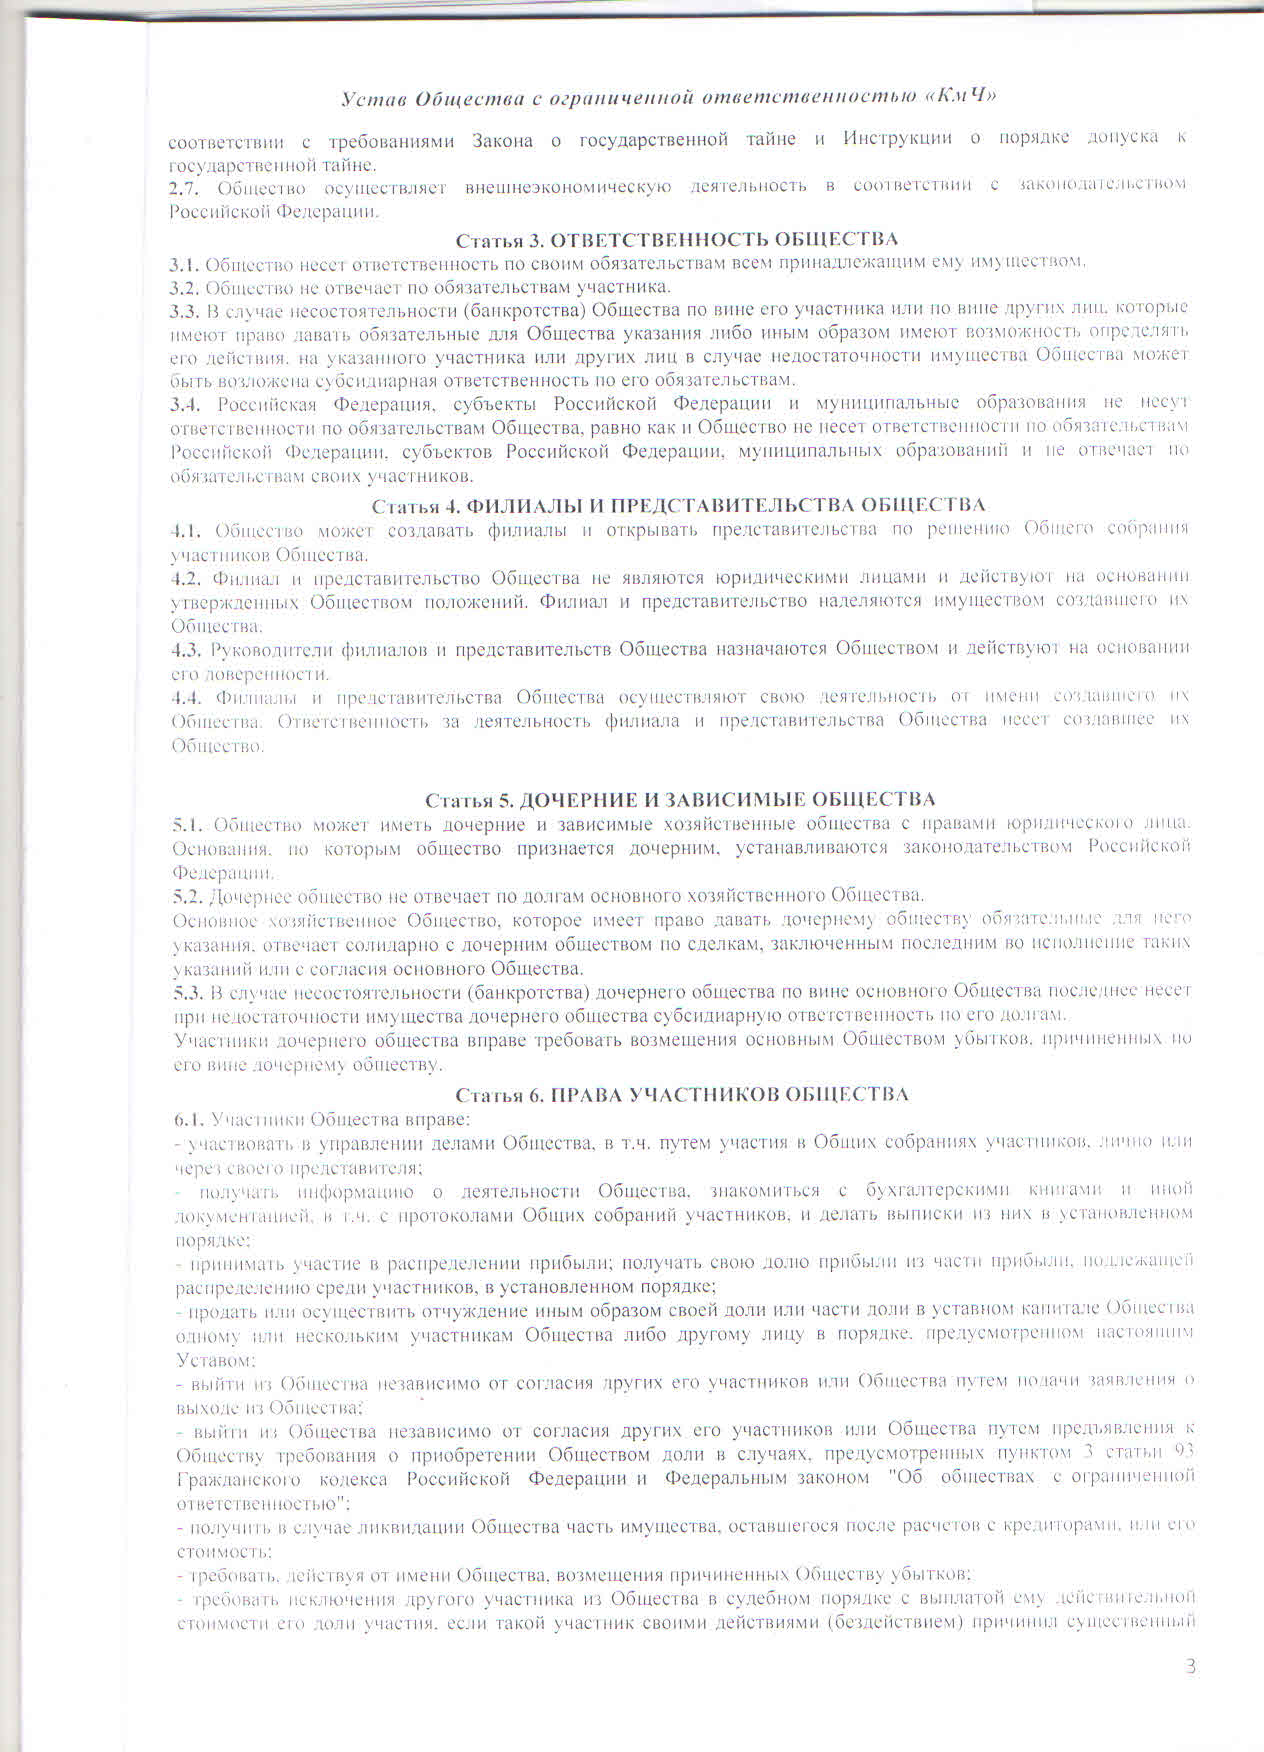 Устав Общества с ограниченной ответственностью «КмЧ»
соответствии с требованиями Закона о государственной тайне и Инструкции о порядке допуска к
государственной тайне.
2.7. Общество осуществляет внешнеэкономическую деятельность в соответствии с законодательством
Российской Федерации.
Статья 3. ОТВЕТСТВЕННОСТЬ ОБЩЕСТВА
3.1. Общество несет ответственность по своим обязательствам всем принадлежащим ему имуществом.
3.2. Общество не отвечает по обязательствам участника.
3.3. В случае несостоятельности (банкротства) Общества по вине его участника или по вине других лиц, которые
имеют право давать обязательные для Общества указания либо иным образом имеют возможность определять
его действия, на указанного участника или других лиц в случае недостаточности имущества Общества может
быть возложена субсидиарная ответственность по его обязательствам.
3.4. Российская Федерация, субъекты Российской Федерации и муниципальные образования не несут
ответственности по обязательствам Общества, равно как и Общество не несет ответственности по обязательствам
Российской Федерации, субъектов Российской Федерации, муниципальных образований и не отвечает по
обязательствам своих участников.
Статья 4. ФИЛИАЛЫ И ПРЕДСТАВИТЕЛЬСТВА ОБЩЕСТВА
4.1. Общество может создавать филиалы и открывать представительства по решению Общего собрания
участников Общества.
4.2. Филиал и представительство Общества не являются юридическими лицами и действуют на основании
утвержденных Обществом положений. Филиал и представительство наделяются имуществом создавшего их
Общества.
4.3. Руководители филиалов и представительств Общества назначаются Обществом и действуют на основании
его доверенности.
4.4. Филиалы и представительства Общества осуществляют свою деятельность от имени создавшего их
Общества. Ответственность за деятельность филиала и представительства Общества несет создавшее их
Общество.
Статья 5. ДОЧЕРНИЕ И ЗАВИСИМЫЕ ОБЩЕСТВА
5.1. Общество может иметь дочерние и зависимые хозяйственные общества с правами юридического лица.
Основания, по которым общество признается дочерним, устанавливаются законодательством Российской
Федерации.
5.2. Дочернее общество не отвечает по долгам основного хозяйственного Общества.
Основное хозяйственное Общество, которое имеет право давать дочернему обществу обязательные для него
указания, отвечает солидарно с дочерним обществом по сделкам, заключенным последним во исполнение таких
указаний или с согласия основного Общества.
5.3. В случае несостоятельности (банкротства) дочернего общества по вине основного Общества последнее несет
при недостаточности имущества дочернего общества субсидиарную ответственность по его долгам.
Участники дочернего общества вправе требовать возмещения основным Обществом убытков, причиненных по
его вине дочернему обществу.
Статья 6. ПРАВА УЧАСТНИКОВ ОБЩЕСТВА
6.1. Участники Общества вправе:
- участвовать в управлении делами Общества, в т.ч. путем участия в Общих собраниях участников, лично или
через своего представителя;
- получать информацию о деятельности Общества, знакомиться с бухгалтерскими книгами и иной
документацией, в т.ч. с протоколами Общих собраний участников, и делать выписки из них в установленном
порядке;
- принимать участие в распределении прибыли; получать свою долю прибыли из части прибыли, подлежащей
распределению среди участников, в установленном порядке;
- продать или осуществить отчуждение иным образом своей доли или части доли в уставном капитале Общества
одному или нескольким участникам Общества либо другому лицу в порядке, предусмотренном настоящим
Уставом;
- выйти из Общества независимо от согласия других его участников или Общества путем подачи заявления о
выходе из Общества;
- выйти из Общества независимо от согласия других его участников или Общества путем предъявления к
Обществу требования о приобретении Обществом доли в случаях, предусмотренных пунктом 3 статьи 93
Гражданского кодекса Российской Федерации и Федеральным законом "Об обществах с ограниченной
ответственностью";
- получить в случае ликвидации Общества часть имущества, оставшегося после расчетов с кредиторами, или его
стоимость;
- требовать, действуя от имени Общества, возмещения причиненных Обществу убытков;
- требовать исключения другого участника из Общества в судебном порядке с выплатой ему действительной
стоимости его доли участия, если такой участник своими действиями (бездействием) причинил существенный
3